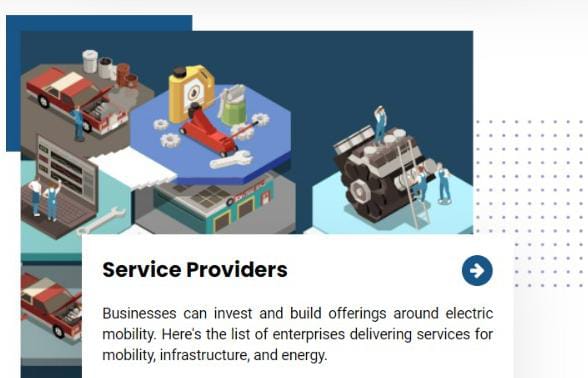 Service Providers
Businesses can invest and build offerings around electric
mobility. Here's the list of enterprises delivering services for
mobility, infrastructure, and energy.